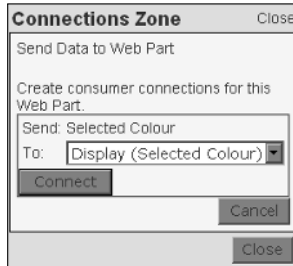 Connections Zone Close
Send Data to Web Part
Create consumer connections for this
Web Part.
Send: Selected Colour
To: Display (Selected Colour)
Connect
Cancel
Close